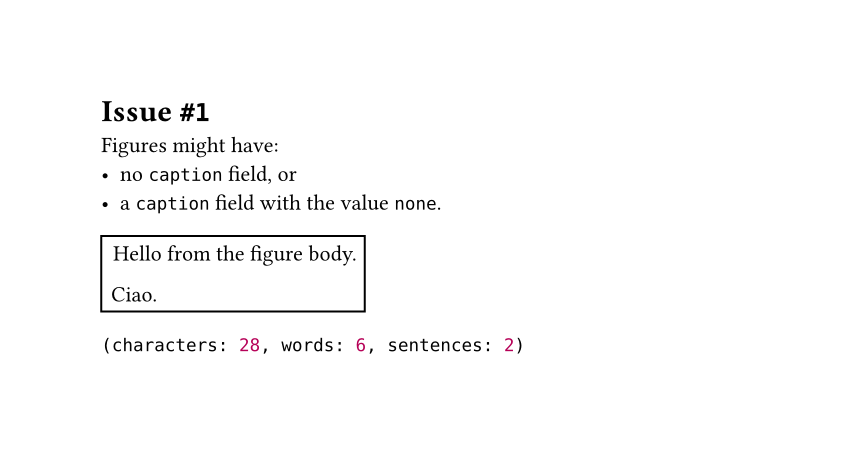 Issue #1
Figures might have:
• no caption field, or
• a caption field with the value none.
Hello from the figure body.
Ciao.
(characters: 28, words: 6, sentences: 2)